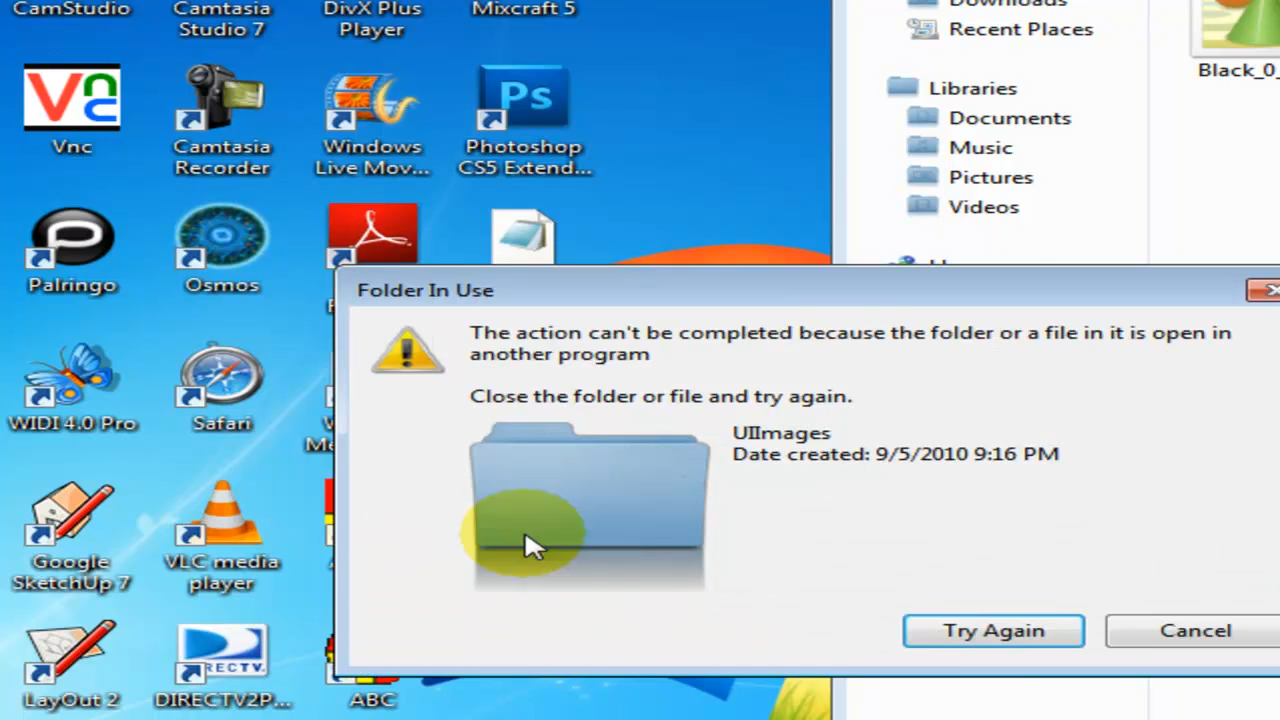 CamStudio
Camtasia
Studio 7
DivX Plus
Player
Mixcraft 5
Vnc
Camtasia
Recorder
Windows
Live Mov...
Ps
Photoshop
CS5 Extend...
Palringo
Osmos
WIDI 4.0 Pro
Safari
Google
SketchUp 7
VLC media
player
LayOut 2
DIRECTV
DIRECTV2P...
ABC
Downloads
Recent Places
Libraries
Documents
Music
Pictures
Videos
Black_0_
Folder In Use
The action can't be completed because the folder or a file in it is open in
another program
Close the folder or file and try again.
UIImages
Date created: 9/5/2010 9:16 PM
Try Again
Cancel